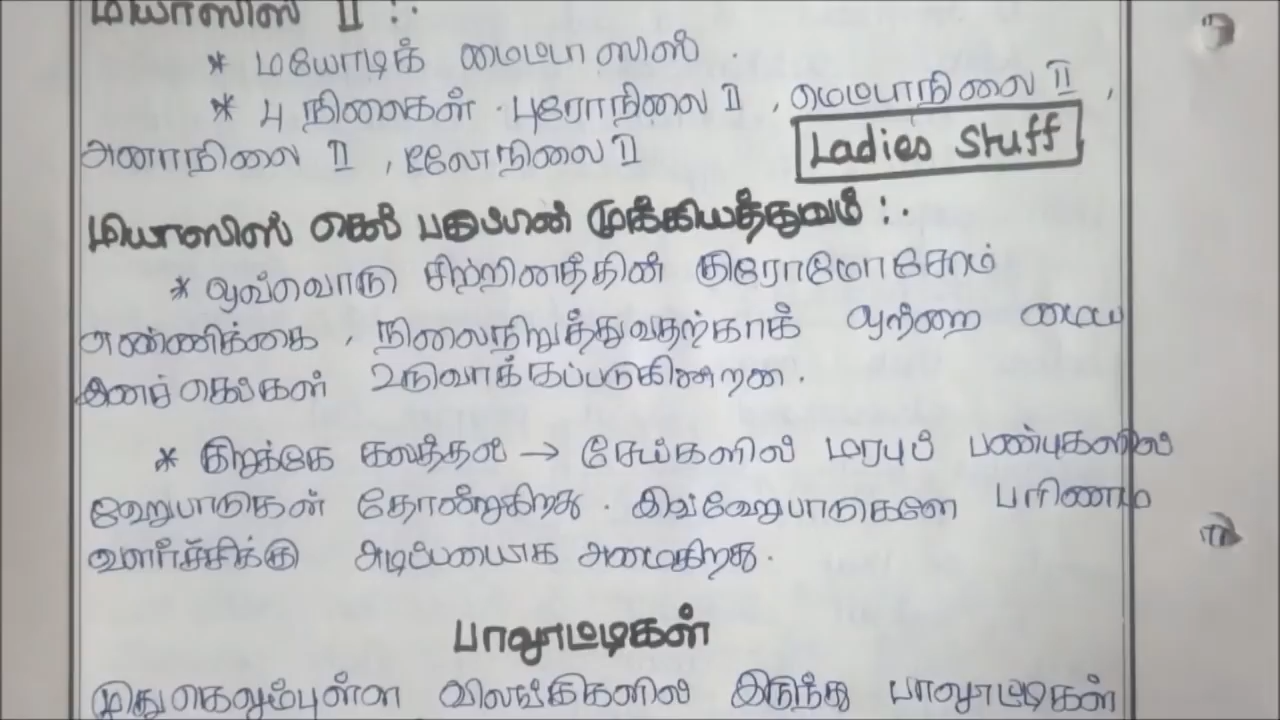 மியாஸிஸ் II :.
* மயோடிக் மைடாஸிஸ் .
* 4 நிலைகள் . புரோநிலை II , மெடாநிலை II ,
அனாநிலை II , டீலோநிலை II
Ladies Stuff
மியாஸிஸ் செல் பகுப்பின் முக்கியத்துவம் :.
* ஒவ்வொரு சிற்றினத்தின் குரோமோசோம்
எண்ணிக்கை , நிலைநிறுத்துவதற்காக ஒற்றை மைய
இனச் செல்கள் உருவாக்கப்படுகின்றன .
* குறுக்கே கலத்தல் → சேய்களில் மரபுப் பண்புகளில்
வேறுபாடுகள் தோன்றுகிறது . இவ்வேறுபாடுகளே பரிணாம
வளர்ச்சிக்கு அடிப்படையாக அமைகிறது .
பாலூட்டிகள்
முதுகெலும்புள்ள விலங்கிகளில் இருந்து பாலூட்டிகள்